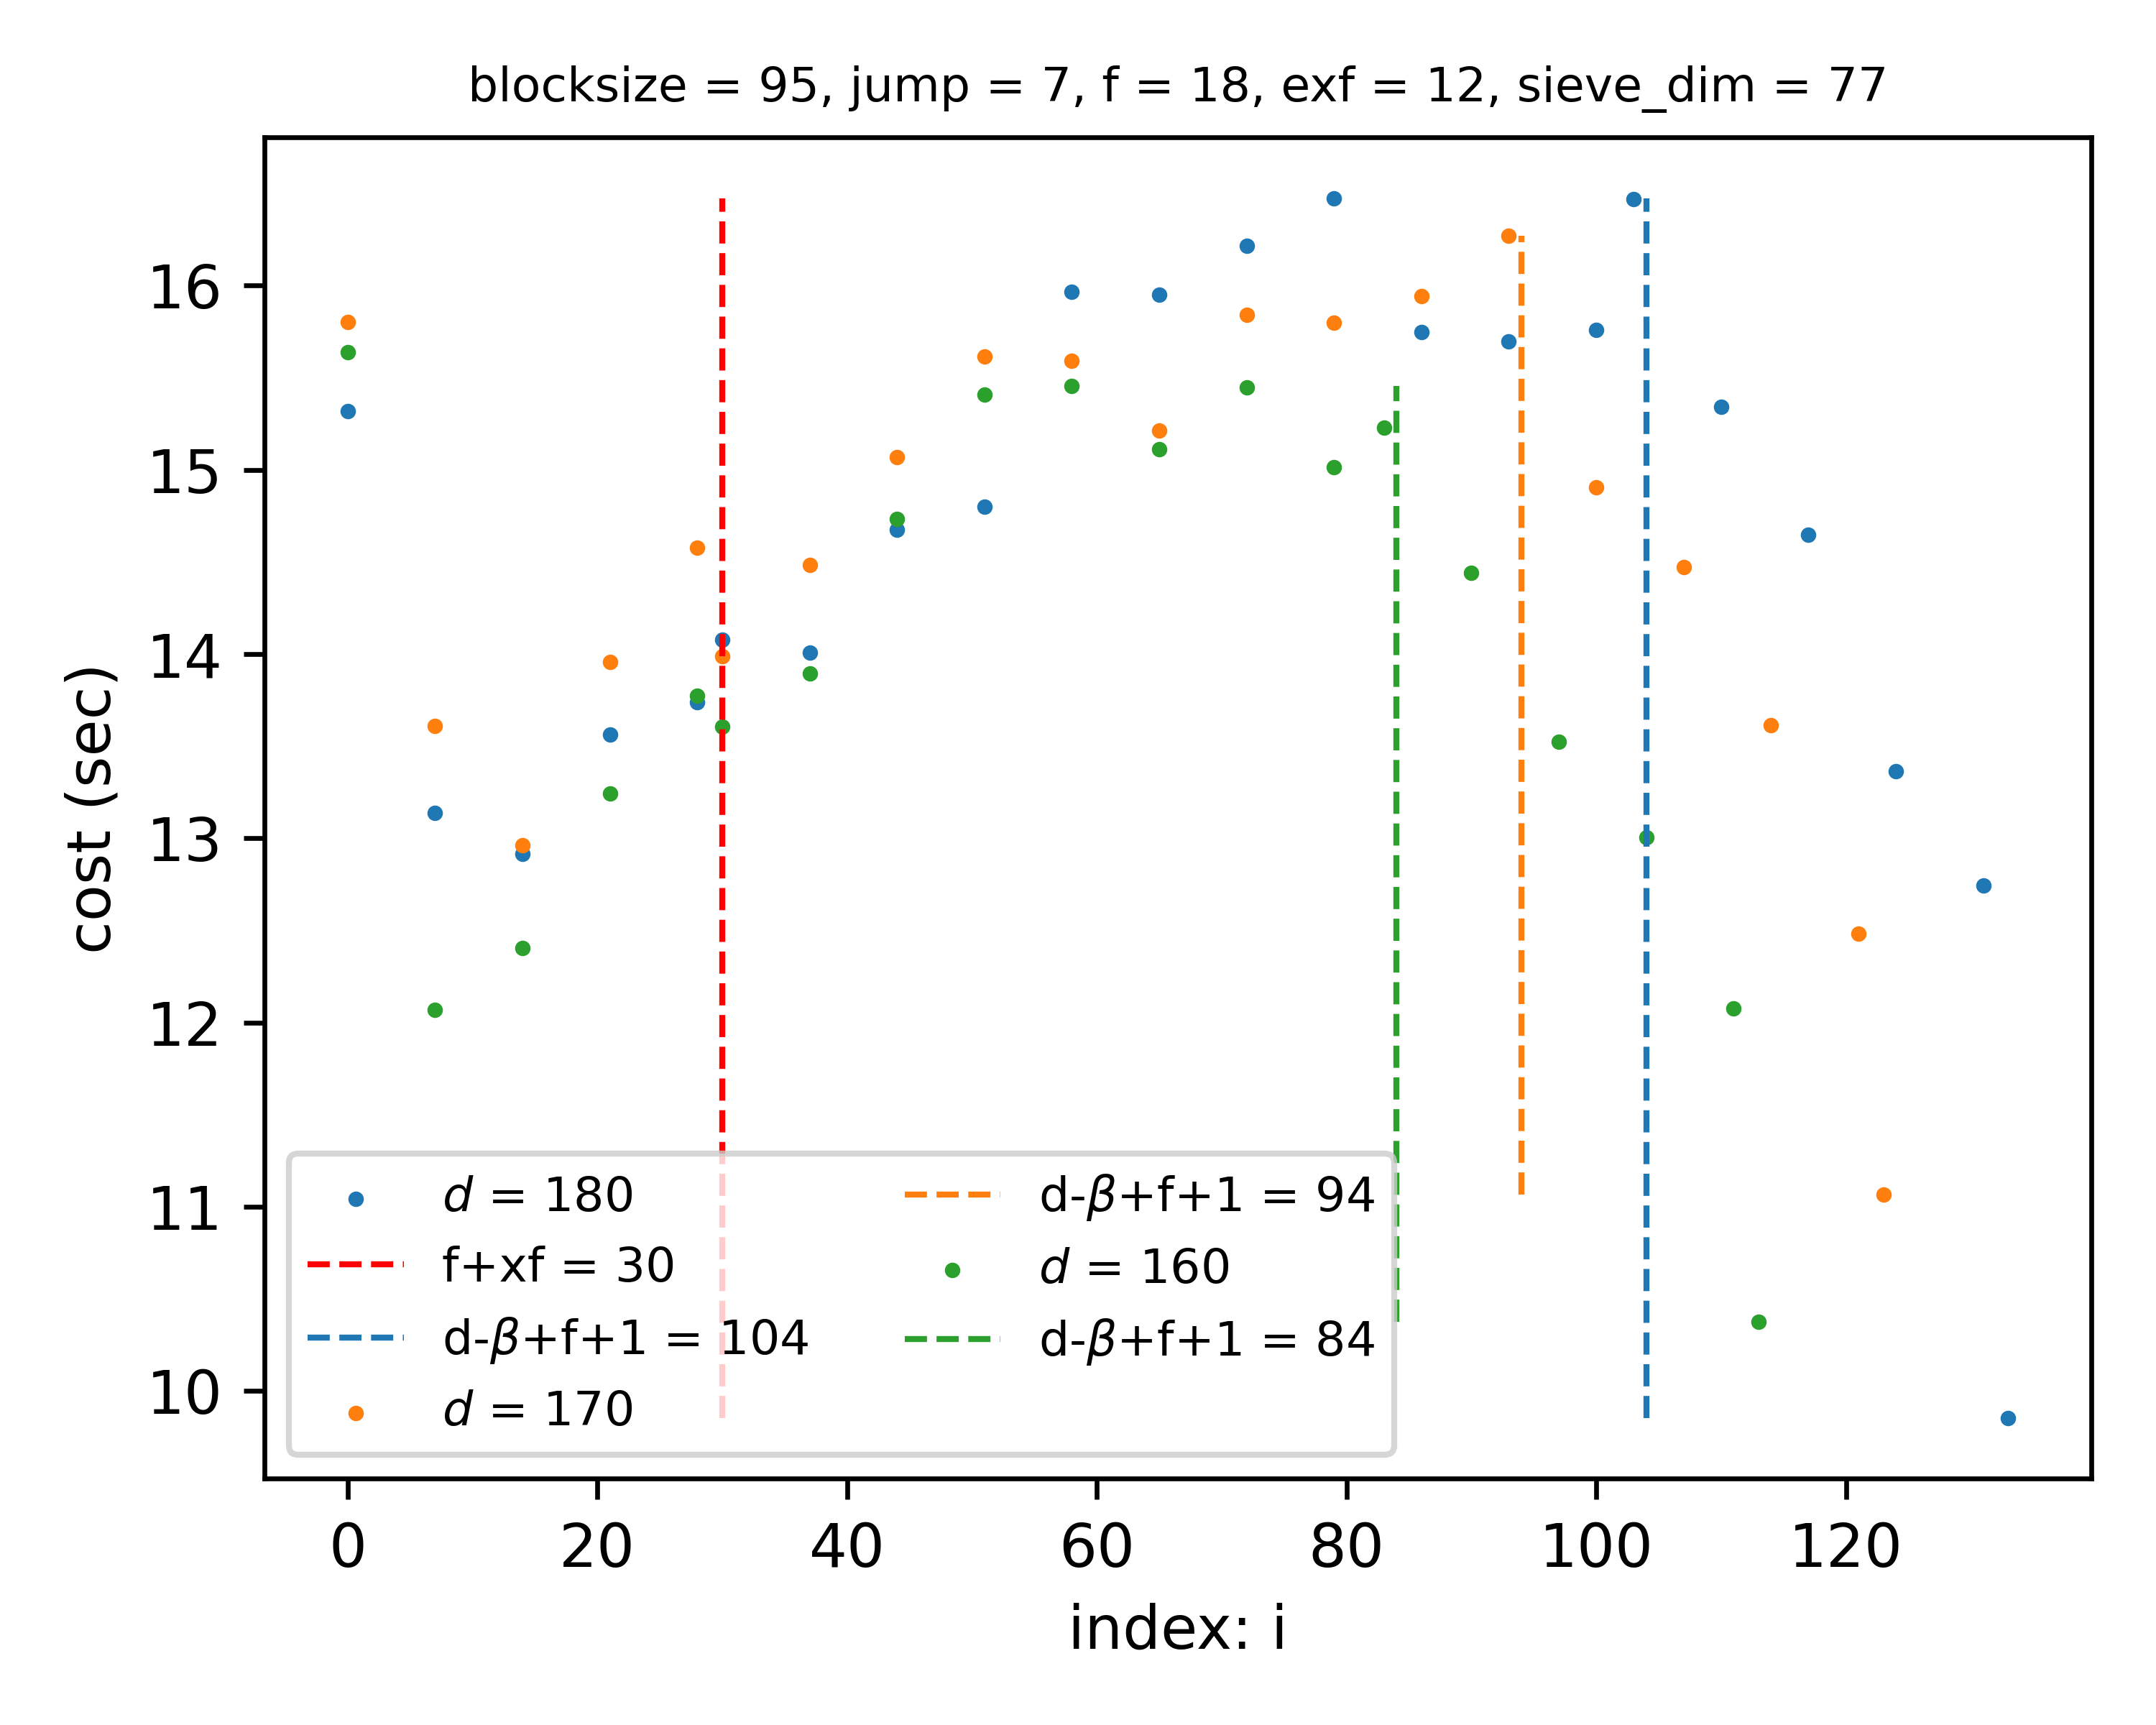 blocksize = 95, jump = 7, f = 18, exf = 12, sieve_dim = 77
cost (sec)
16
15
14
13
12
11
10
d = 180
f+xf = 30
d-β+f+1 = 104
d = 170
d-β+f+1 = 94
d = 160
d-β+f+1 = 84
0 20 40 60 80 100 120
index: i